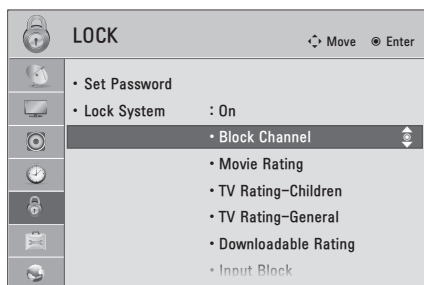 LOCK
Move Enter
• Set Password
• Lock System : On
• Block Channel
• Movie Rating
• TV Rating-Children
• TV Rating-General
• Downloadable Rating
• Input Block